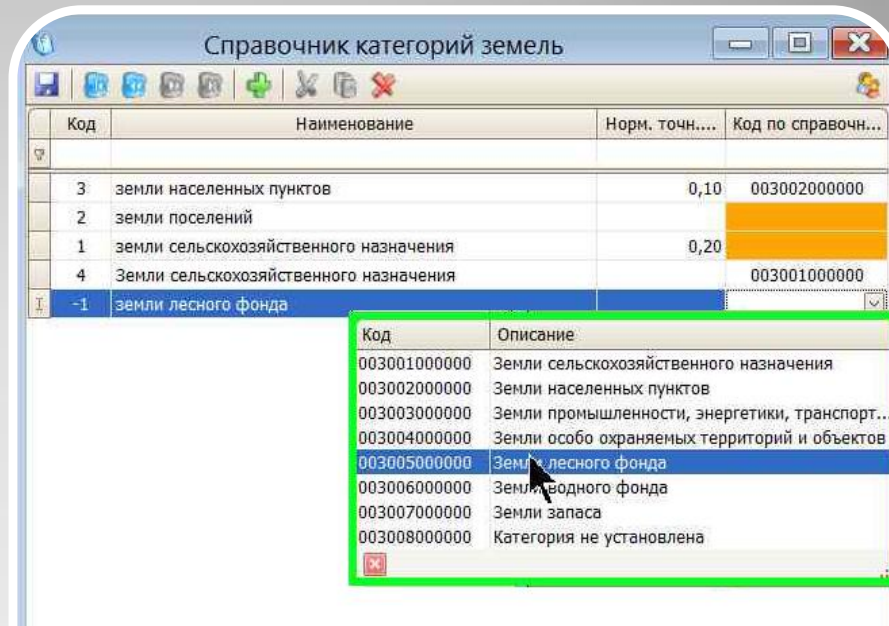 Справочник категорий земель
Код Наименование Норм. точн.... Код по справочн...
3 земли населенных пунктов 0,10 003002000000
2 земли поселений
1 земли сельскохозяйственного назначения 0,20
4 Земли сельскохозяйственного назначения 003001000000
-1 земли лесного фонда
Код Описание
003001000000 Земли сельскохозяйственного назначения
003002000000 Земли населенных пунктов
003003000000 Земли промышленности, энергетики, транспорт...
003004000000 Земли особо охраняемых территорий и объектов
003005000000 Земли лесного фонда
003006000000 Земли водного фонда
003007000000 Земли запаса
003008000000 Категория не установлена